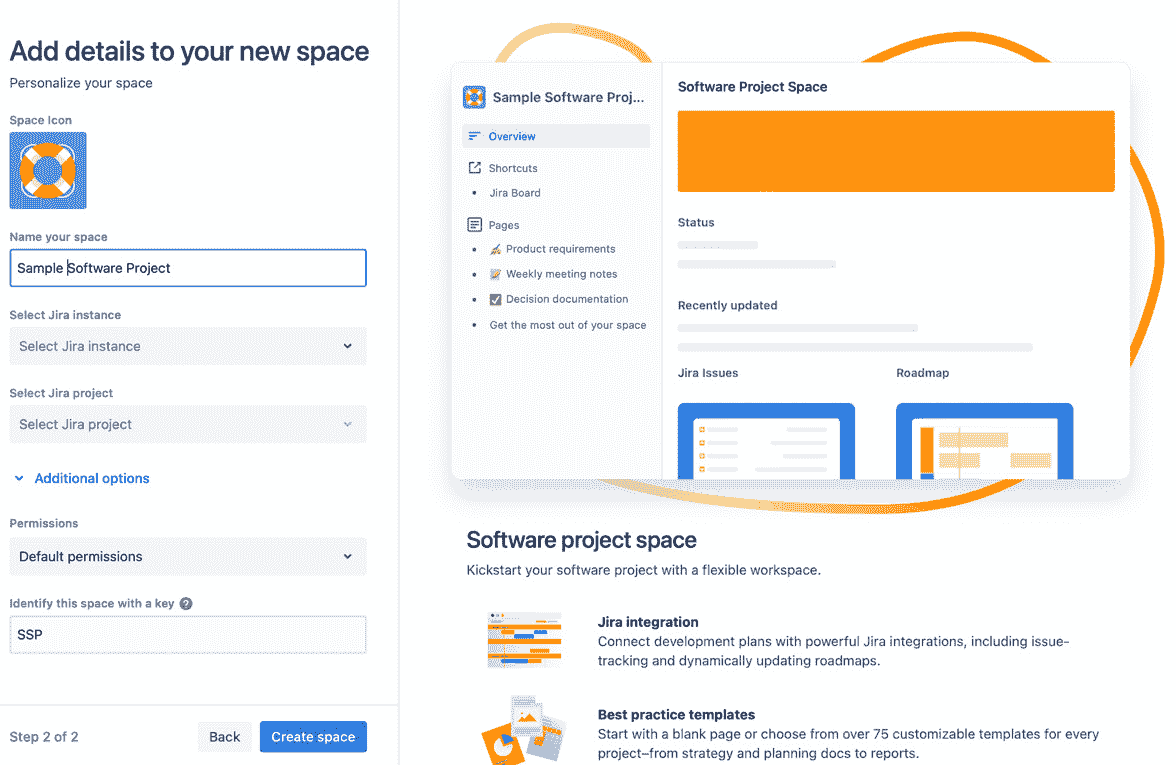 Add details to your new space
Personalize your space
Space Icon
Name your space
Sample Software Project
Select Jira instance
Select Jira instance
Select Jira project
Select Jira project
Additional options
Permissions
Default permissions
Identify this space with a key ?
SSP
Step 2 of 2
Back
Create space
Sample Software Proj...
Overview
Shortcuts
Jira Board
Pages
Product requirements
Weekly meeting notes
Decision documentation
Get the most out of your space
Software Project Space
Status
Recently updated
Jira Issues
Roadmap
Software project space
Kickstart your software project with a flexible workspace.
Jira integration
Connect development plans with powerful Jira integrations, including issue-
tracking and dynamically updating roadmaps.
Best practice templates
Start with a blank page or choose from over 75 customizable templates for every
project–from strategy and planning docs to reports.